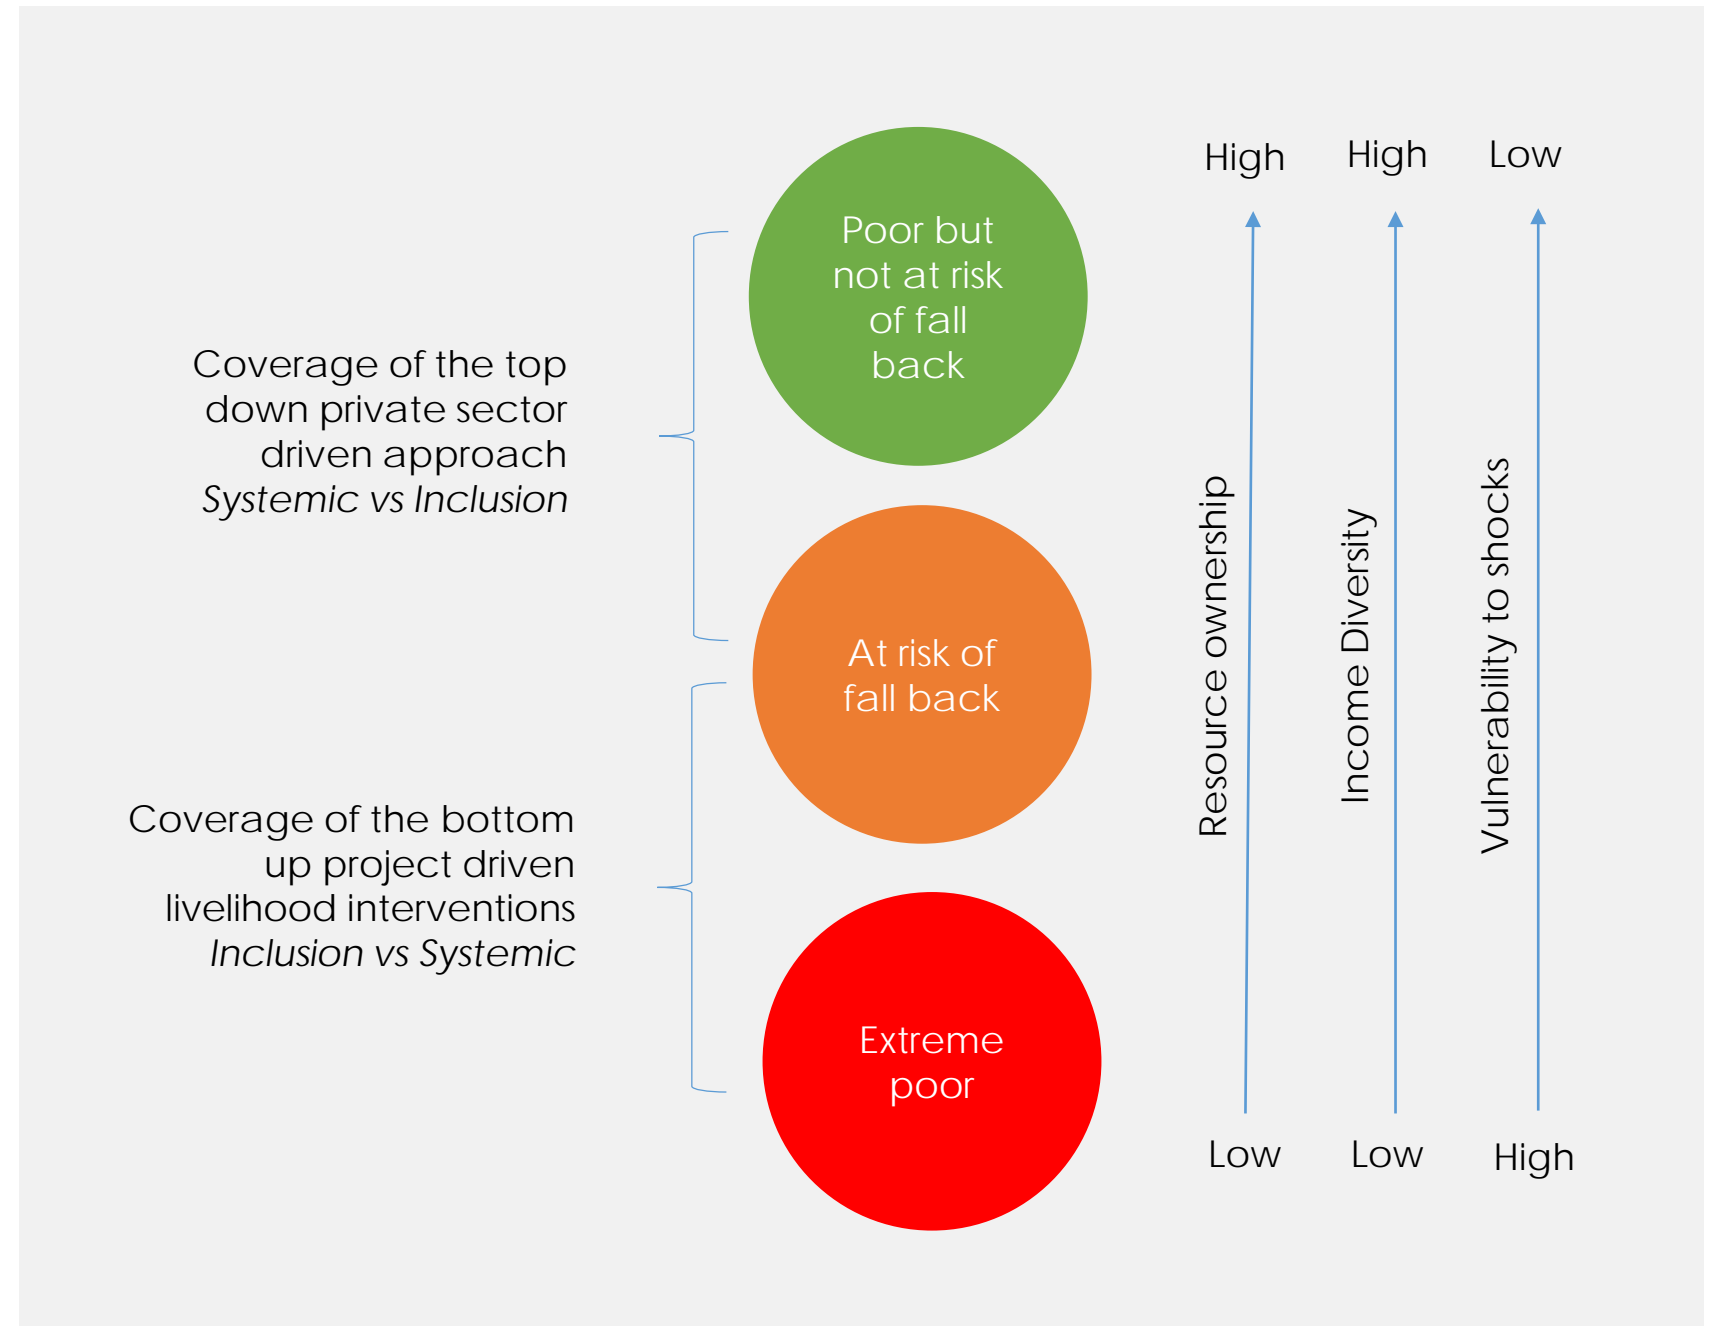 High
High
Low
Poor but
not at risk
of fall
back
Coverage of the top
down private sector
driven approach
Systemic vs Inclusion
At risk of
fall back
Coverage of the bottom
up project driven
livelihood interventions
Inclusion vs Systemic
Extreme
poor
Resource ownership
Income Diversity
Vulnerability to shocks
Low
Low
High